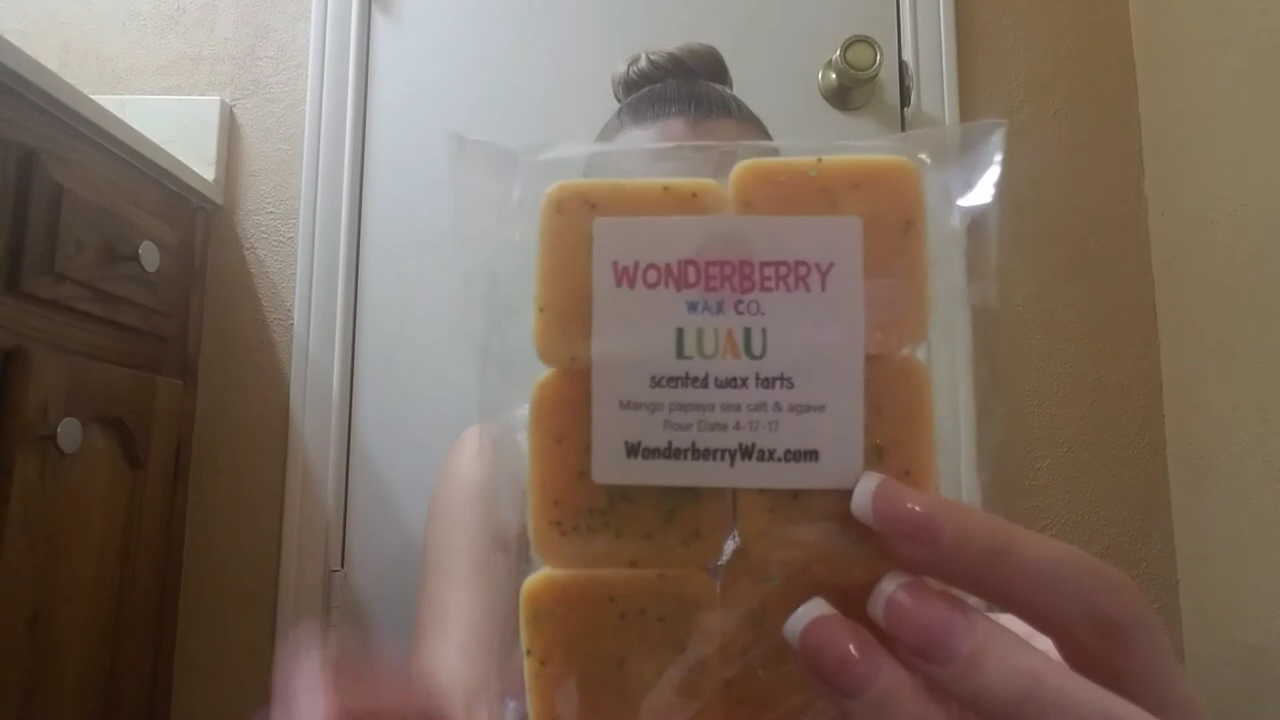 WONDERBERRY
WAX CO.
LUAU
scented wax tarts
Mango papaya sea salt & agave
Pour Date 4-17-17
WonderberryWax.com